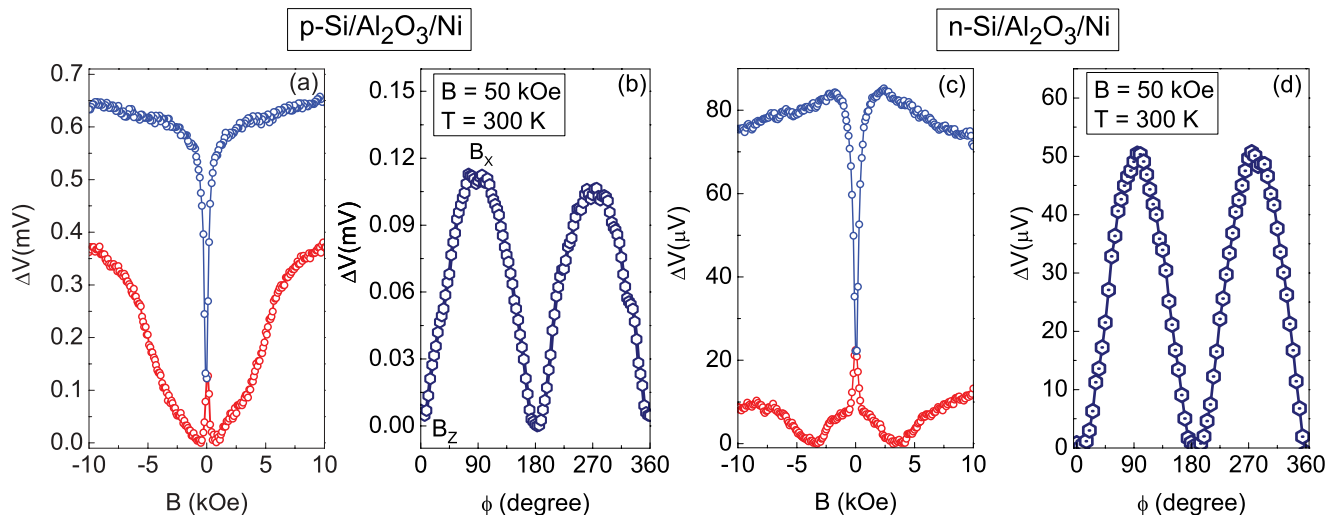 p-Si/Al2O3/Ni
n-Si/Al2O3/Ni
(a)
0.7
0.6
0.5
0.4
0.3
0.2
0.1
0.0
ΔV(mV)
-10 -5 0 5 10
B (kOe)
(b)
B = 50 kOe
T = 300 K
BX
BZ
0.15
0.12
0.09
0.06
0.03
0.00
ΔV(mV)
0 90 180 270 360
ϕ (degree)
(c)
80
60
40
20
0
ΔV(μV)
-10 -5 0 5 10
B (kOe)
(d)
B = 50 kOe
T = 300 K
60
50
40
30
20
10
0
ΔV(μV)
0 90 180 270 360
ϕ (degree)